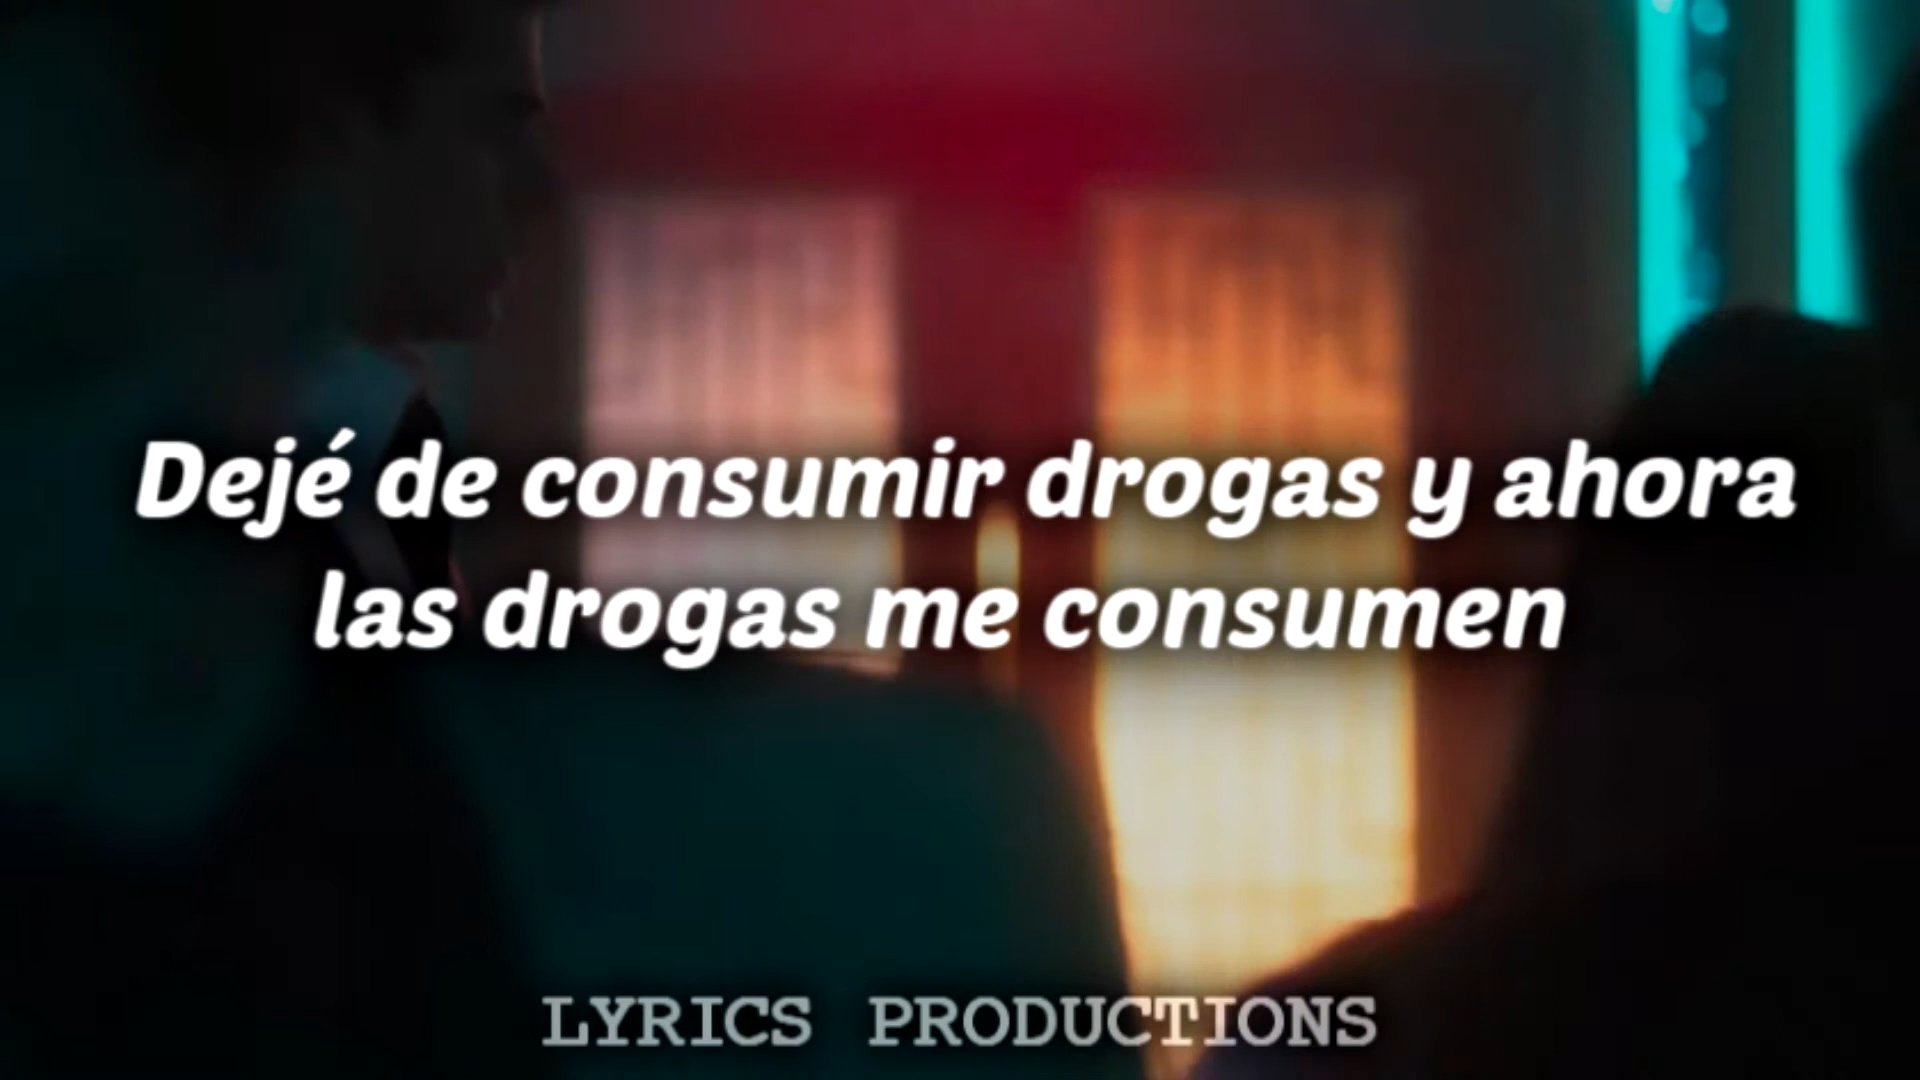 Dejé de consumir drogas y ahora
las drogas me consumen
LYRICS PRODUCTIONS